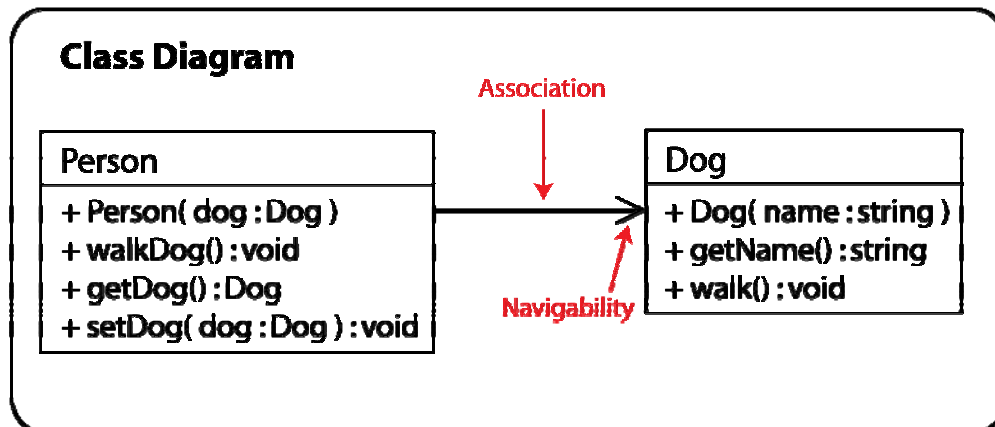 Class Diagram
Association
Person
+ Person( dog : Dog )
+ walkDog() : void
+ getDog() : Dog
+ setDog( dog : Dog ) : void
Dog
+ Dog( name : string )
+ getName() : string
+ walk() : void
Navigability